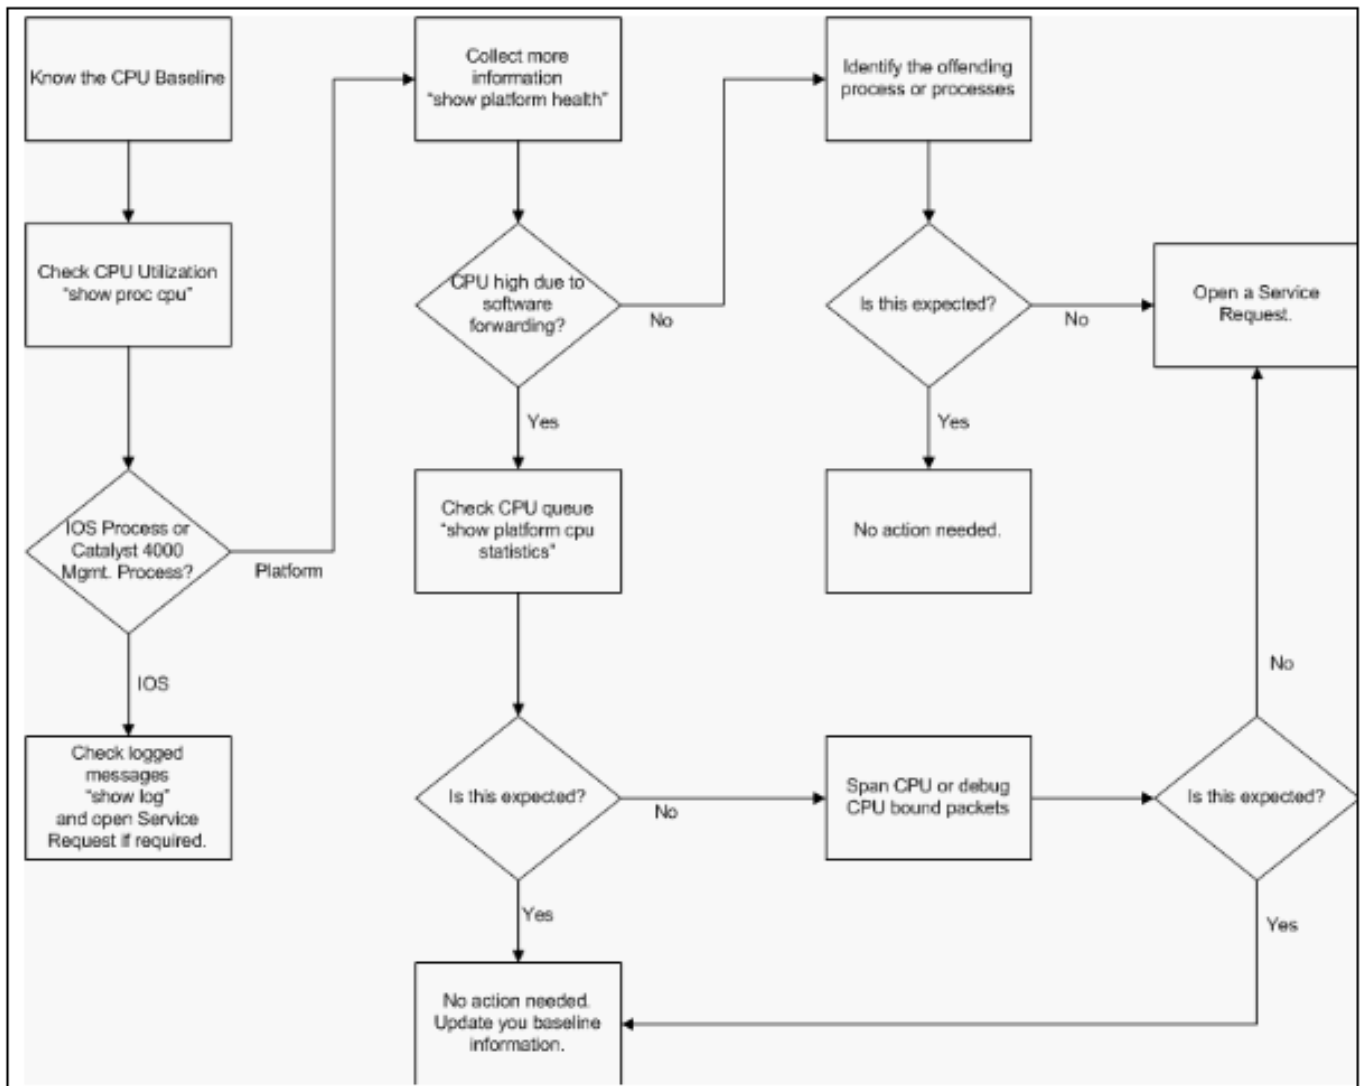 Know the CPU Baseline
Check CPU Utilization
“show proc cpu”
IOS Process or
Catalyst 4000
Mgmt. Process?
Platform
IOS
Check logged
messages
“show log”
and open Service
Request if required.
Collect more
information
“show platform health”
CPU high due to
software
forwarding?
No
Yes
Check CPU queue
“show platform cpu
statistics”
Is this expected?
No
Yes
No action needed.
Update you baseline
information.
Identify the offending
process or processes
Is this expected?
No
Yes
No action needed.
Span CPU or debug
CPU bound packets
Open a Service
Request.
No
Is this expected?
Yes